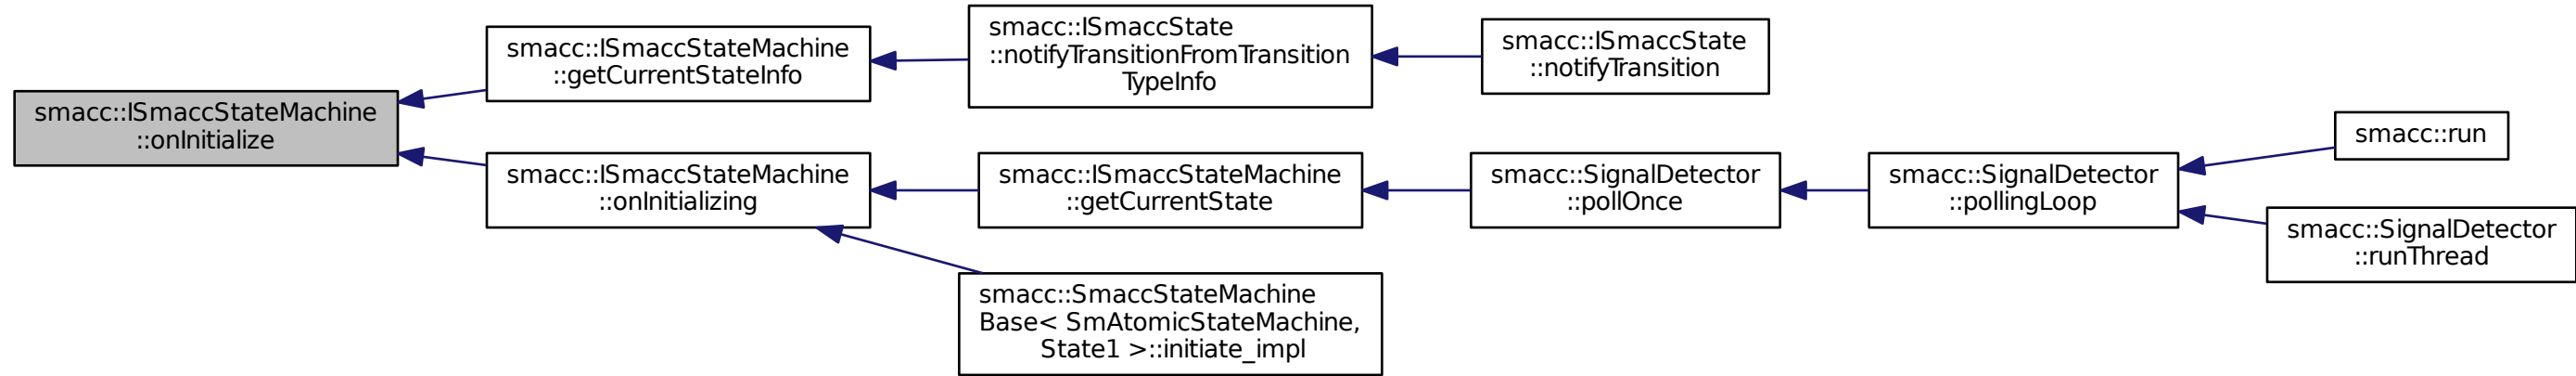 smacc::ISmaccStateMachine
::onInitialize
smacc::ISmaccStateMachine
::getCurrentStateInfo
smacc::ISmaccState
::notifyTransitionFromTransition
TypeInfo
smacc::ISmaccState
::notifyTransition
smacc::ISmaccStateMachine
::onInitializing
smacc::ISmaccStateMachine
::getCurrentState
smacc::SignalDetector
::pollOnce
smacc::SignalDetector
::pollingLoop
smacc::run
smacc::SignalDetector
::runThread
smacc::SmaccStateMachine
Base< SmAtomicStateMachine,
State1 >::initiate_impl